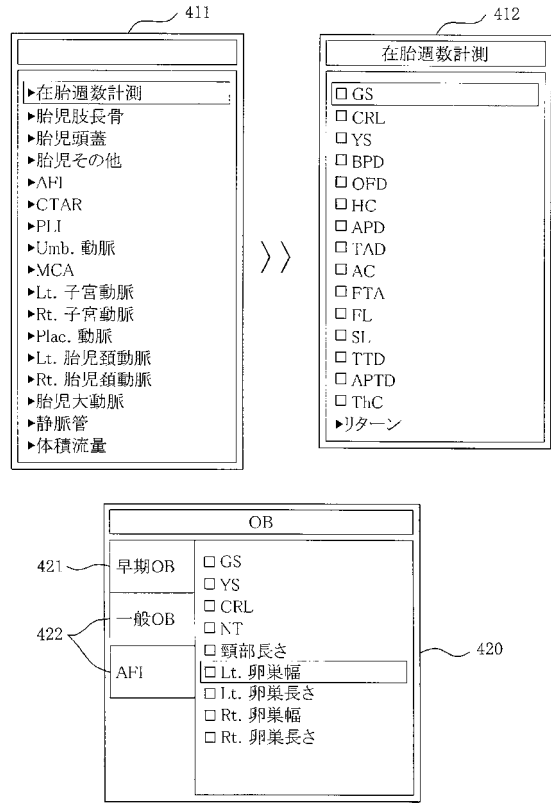 411
▶在胎週数計測
▶胎児肢長骨
▶胎児頭蓋
▶胎児その他
▶AFI
▶CTAR
▶PLI
▶Umb. 動脈
▶MCA
▶Lt. 子宮動脈
▶Rt. 子宮動脈
▶Plac. 動脈
▶Lt. 胎児頚動脈
▶Rt. 胎児頚動脈
▶胎児大動脈
▶静脈管
▶体積流量
412
在胎週数計測
□ GS
□ CRL
□ YS
□ BPD
□ OFD
□ HC
□ APD
□ TAD
□ AC
□ FTA
□ FL
□ SL
□ TTD
□ APTD
□ ThC
▶リターン
OB
421
早期OB
422
一般OB
AFI
□ GS
□ YS
□ CRL
□ NT
□ 頸部長さ
□ Lt. 卵巣幅
□ Lt. 卵巣長さ
□ Rt. 卵巣幅
□ Rt. 卵巣長さ
420